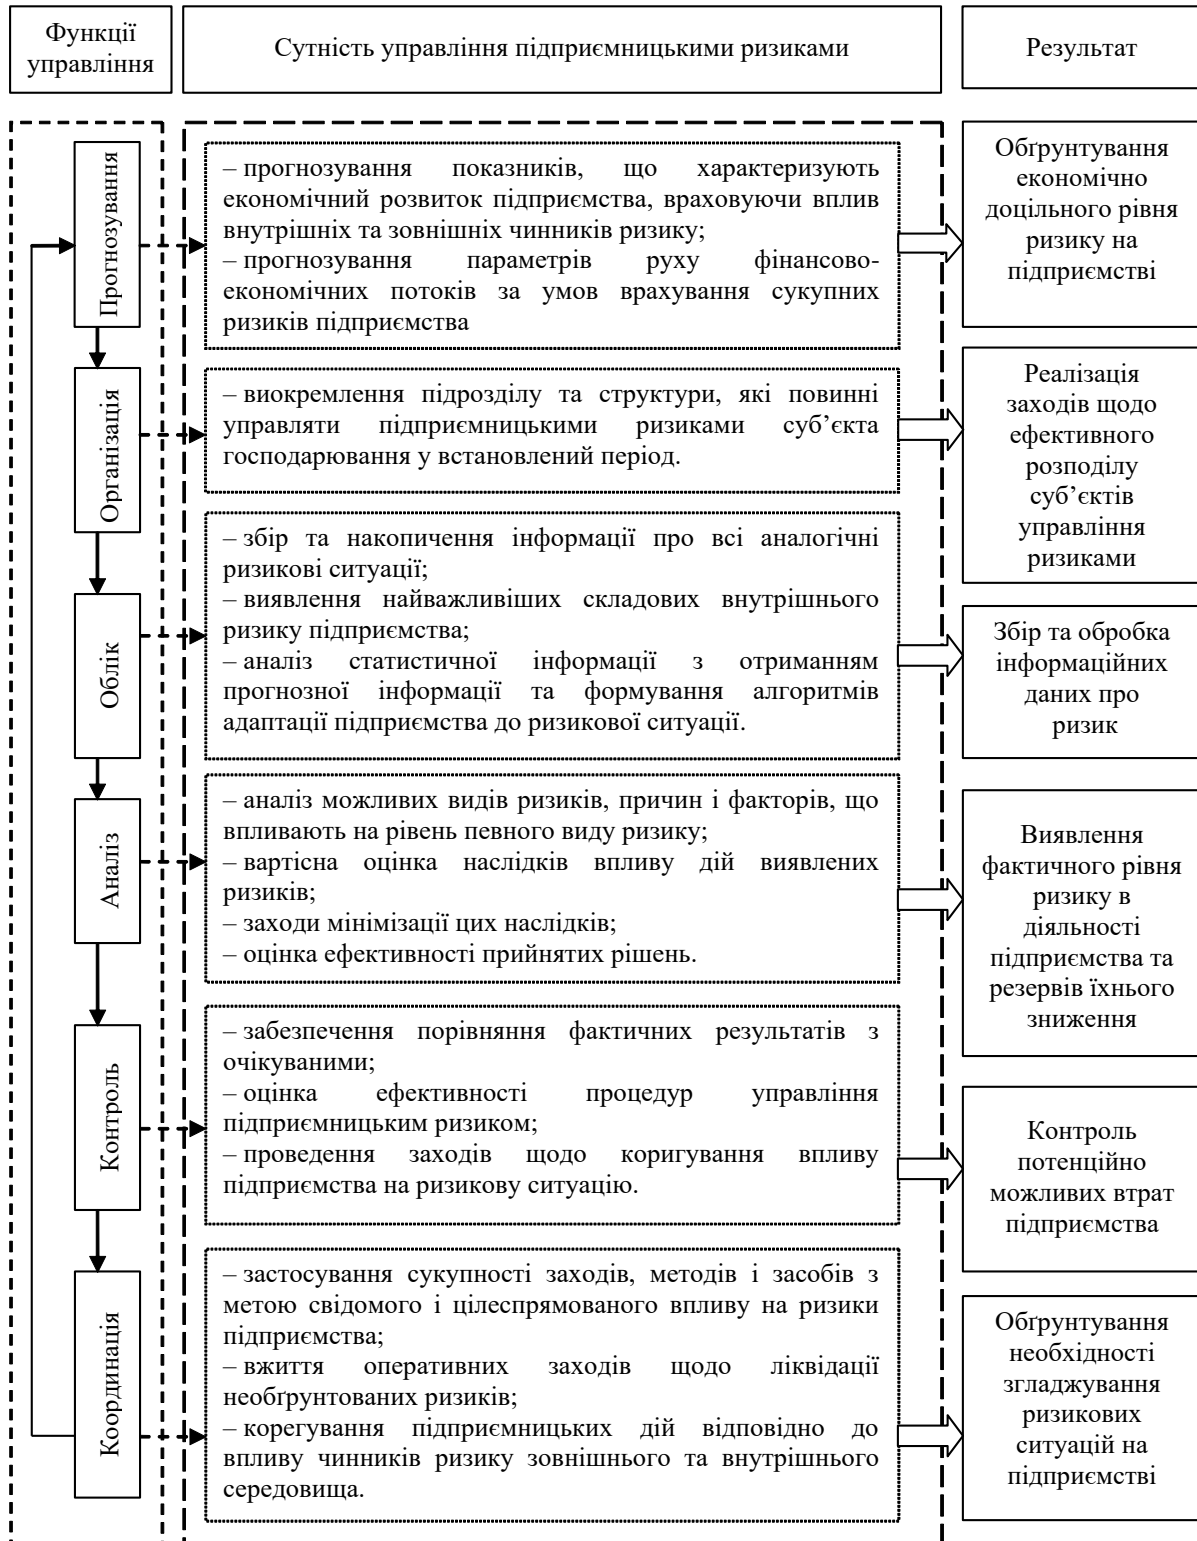 Функції
управління
Сутність управління підприємницькими ризиками
Результат
Прогнозування
– прогнозування показників, що характеризують
економічний розвиток підприємства, враховуючи вплив
внутрішніх та зовнішніх чинників ризику;
– прогнозування параметрів руху фінансово-
економічних потоків за умов врахування сукупних
ризиків підприємства
Обґрунтування
економічно
доцільного рівня
ризику на
підприємстві
Організація
– виокремлення підрозділу та структури, які повинні
управляти підприємницькими ризиками суб’єкта
господарювання у встановлений період.
Реалізація
заходів щодо
ефективного
розподілу
суб’єктів
управління
ризиками
Облік
– збір та накопичення інформації про всі аналогічні
ризикові ситуації;
– виявлення найважливіших складових внутрішнього
ризику підприємства;
– аналіз статистичної інформації з отриманням
прогнозної інформації та формування алгоритмів
адаптації підприємства до ризикової ситуації.
Збір та обробка
інформаційних
даних про
ризик
Аналіз
– аналіз можливих видів ризиків, причин і факторів, що
впливають на рівень певного виду ризику;
– вартісна оцінка наслідків впливу дій виявлених
ризиків;
– заходи мінімізації цих наслідків;
– оцінка ефективності прийнятих рішень.
Виявлення
фактичного рівня
ризику в
діяльності
підприємства та
резервів їхнього
зниження
Контроль
– забезпечення порівняння фактичних результатів з
очікуваними;
– оцінка ефективності процедур управління
підприємницьким ризиком;
– проведення заходів щодо коригування впливу
підприємства на ризикову ситуацію.
Контроль
потенційно
можливих втрат
підприємства
Координація
– застосування сукупності заходів, методів і засобів з
метою свідомого і цілеспрямованого впливу на ризики
підприємства;
– вжиття оперативних заходів щодо ліквідації
необґрунтованих ризиків;
– корегування підприємницьких дій відповідно до
впливу чинників ризику зовнішнього та внутрішнього
середовища.
Обґрунтування
необхідності
згладжування
ризикових
ситуацій на
підприємстві